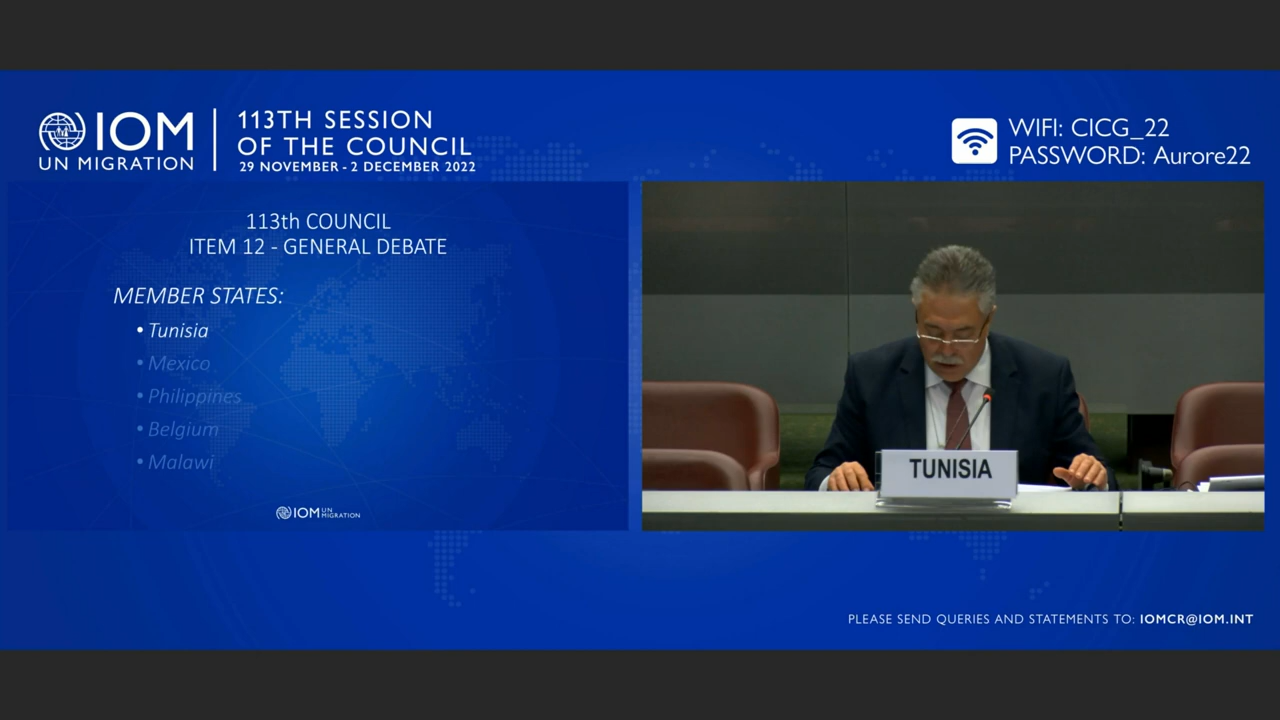 IOM
UN MIGRATION
113TH SESSION
OF THE COUNCIL
29 NOVEMBER - 2 DECEMBER 2022
WIFI: CICG_22
PASSWORD: Aurore22
113th COUNCIL
ITEM 12 - GENERAL DEBATE
MEMBER STATES:
• Tunisia
• Mexico
• Philippines
• Belgium
• Malawi
IOM UN
MIGRATION
TUNISIA
PLEASE SEND QUERIES AND STATEMENTS TO: IOMCR@IOM.INT